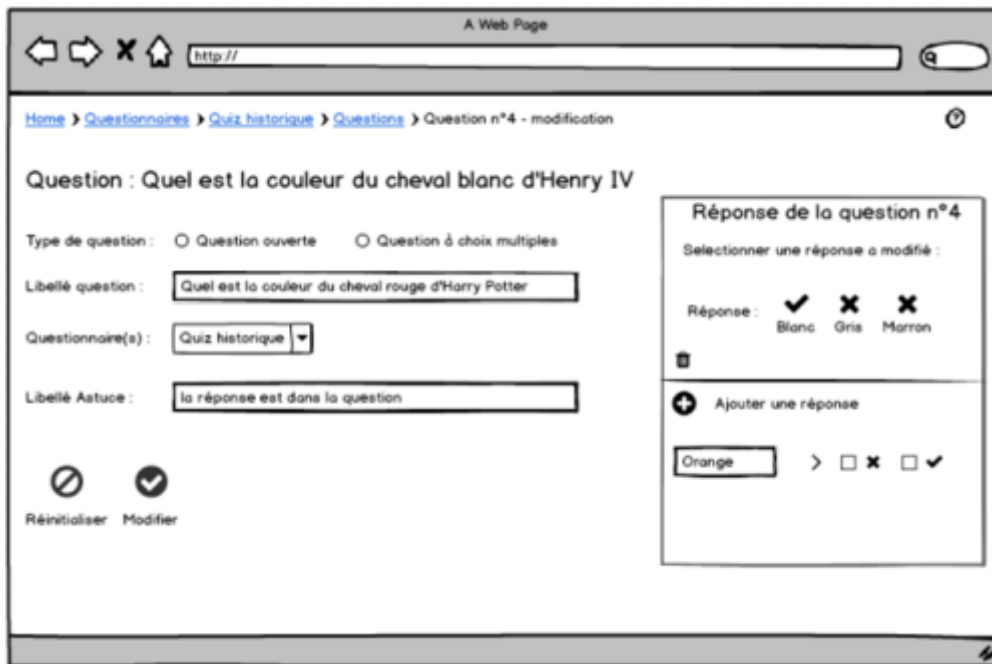 A Web Page
http://
Home > Questionnaires > Quiz historique > Questions > Question n°4 - modification
Question : Quel est la couleur du cheval blanc d'Henry IV
Type de question : Question ouverte Question à choix multiples
Libellé question : Quel est la couleur du cheval rouge d'Harry Potter
Questionnaire(s) : Quiz historique
Libellé Astuce : la réponse est dans la question
Réinitialiser Modifier
Réponse de la question n°4
Selectionner une réponse a modifié :
Réponse :
Blanc Gris Marron
Ajouter une réponse
Orange